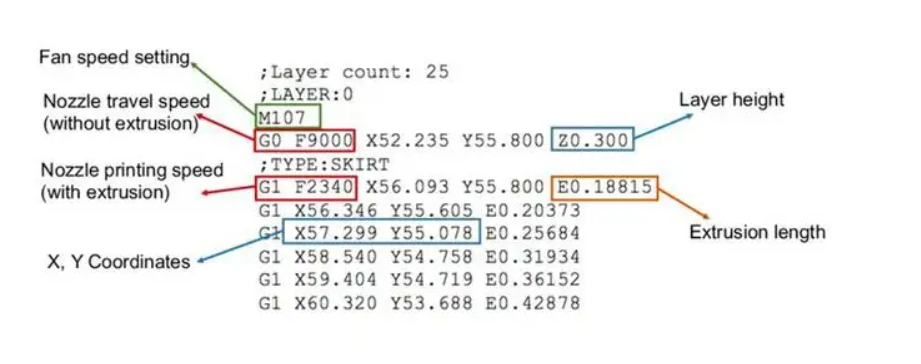 Fan speed setting
Nozzle travel speed
(without extrusion)
Nozzle printing speed
(with extrusion)
X, Y Coordinates
;Layer count: 25
;LAYER:0
M107
G0 F9000 X52.235 Y55.800 Z0.300
;TYPE:SKIRT
G1 F2340 X56.093 Y55.800 E0.18815
G1 X56.346 Y55.605 E0.20373
G1 X57.299 Y55.078 E0.25684
G1 X58.540 Y54.758 E0.31934
G1 X59.404 Y54.719 E0.36152
G1 X60.320 Y53.688 E0.42878
Layer height
Extrusion length